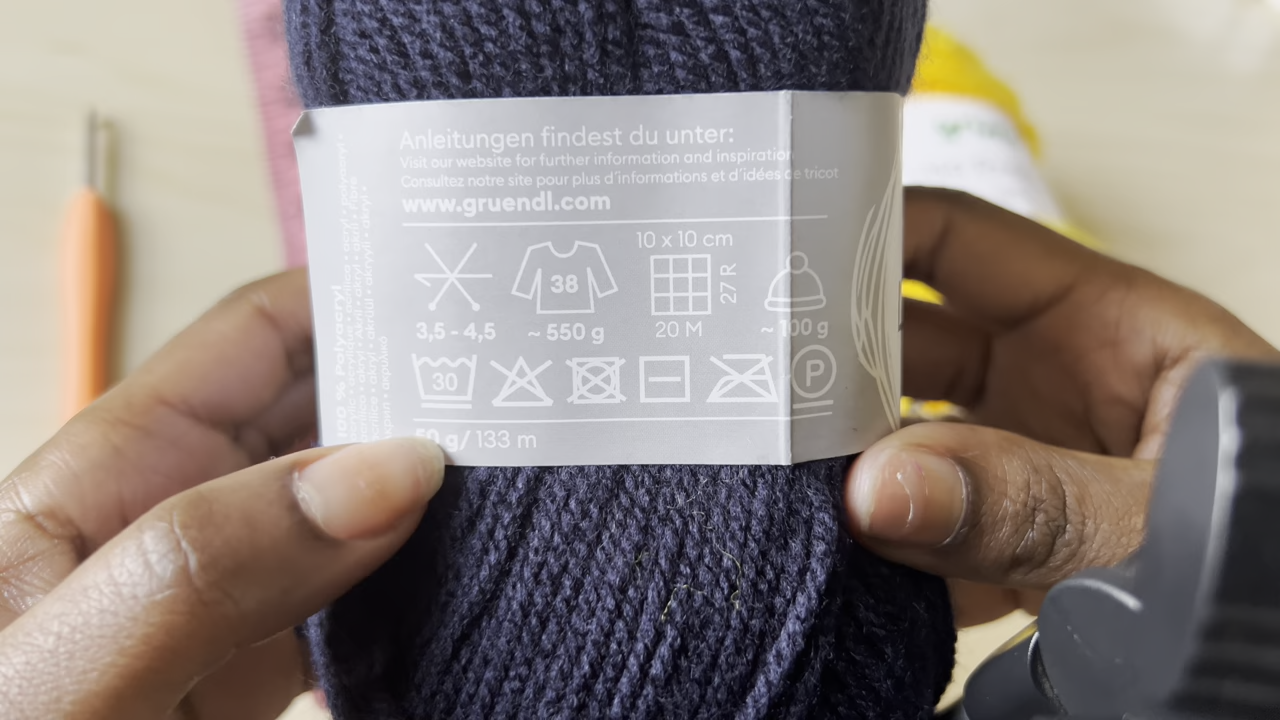 Anleitungen findest du unter:
Visit our website for further information and inspiration
Consultez notre site pour plus d'informations et d'idées de tricot
www.gruendl.com
10 x 10 cm
38
27 R
3,5 - 4,5
~ 550 g
20 M
~ 100 g
30
P
50 g/ 133 m
100 % Polyacryl